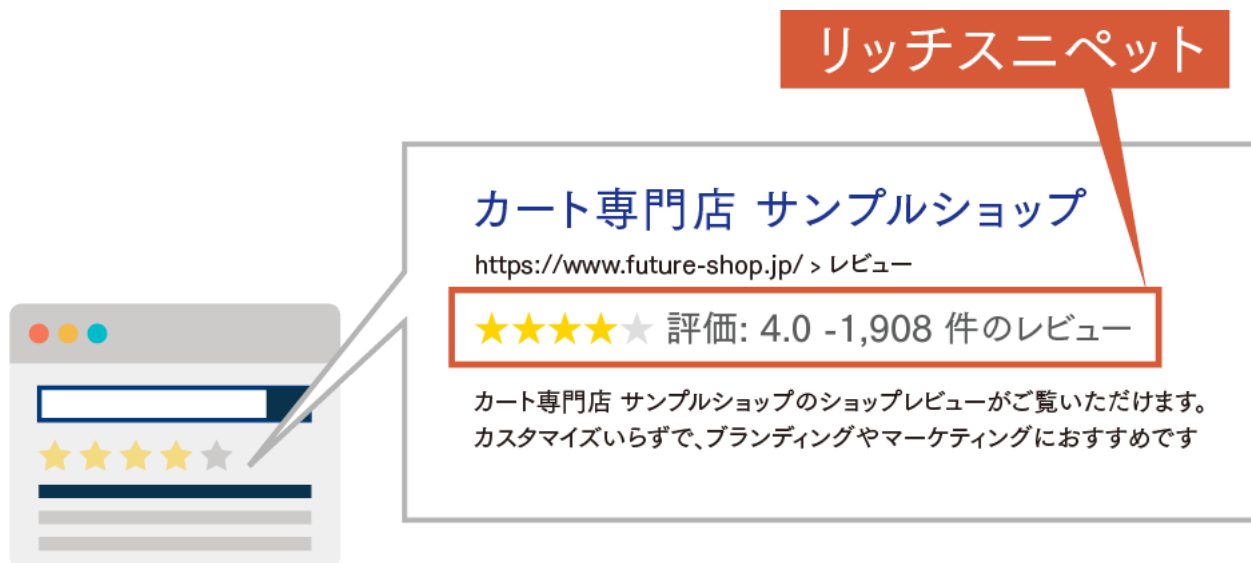 リッチスニペット
カート専門店 サンプルショップ
https://www.future-shop.jp/ > レビュー
★★★★★ 評価: 4.0 -1,908 件のレビュー
カート専門店 サンプルショップのショップレビューがご覧いただけます。
カスタマイズいらずで、ブランディングやマーケティングにおすすめです